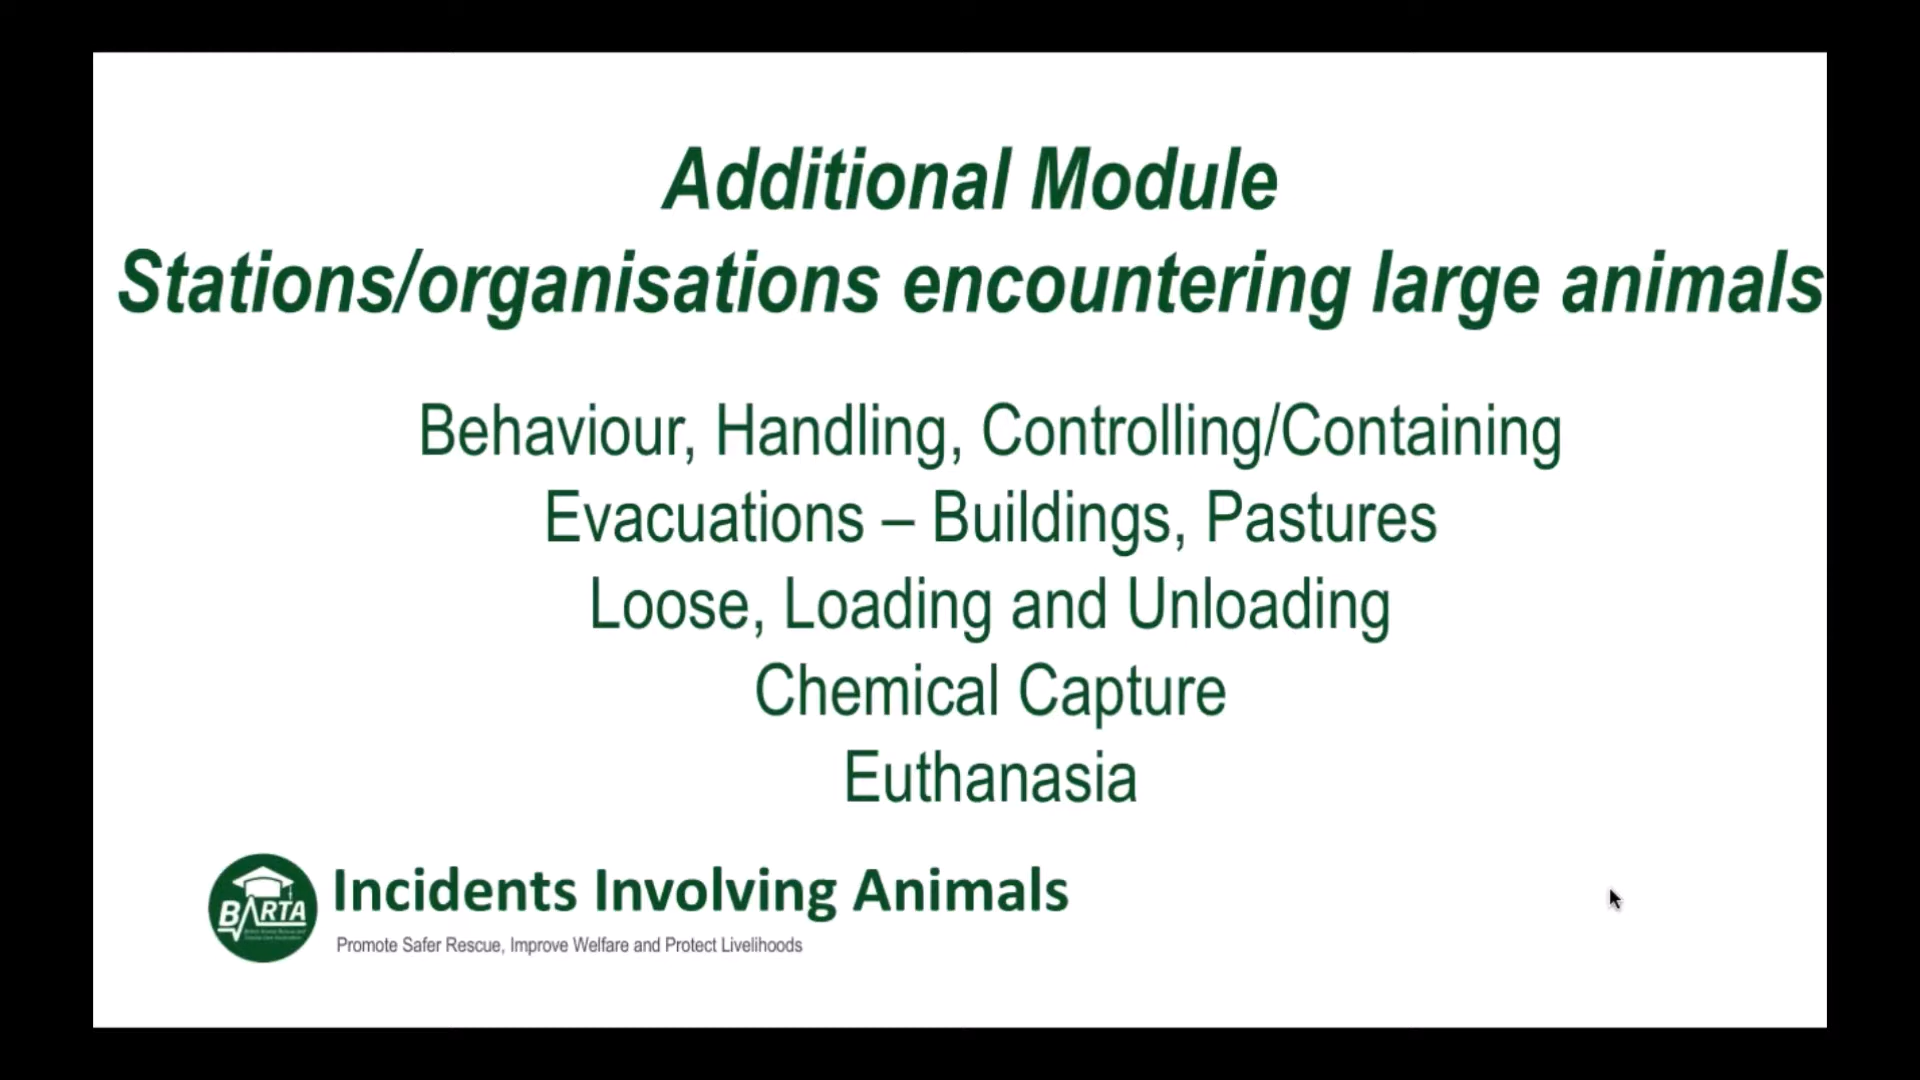 Additional Module
Stations/organisations encountering large animals
Behaviour, Handling, Controlling/Containing
Evacuations – Buildings, Pastures
Loose, Loading and Unloading
Chemical Capture
Euthanasia
BARTA
Incidents Involving Animals
Promote Safer Rescue, Improve Welfare and Protect Livelihoods